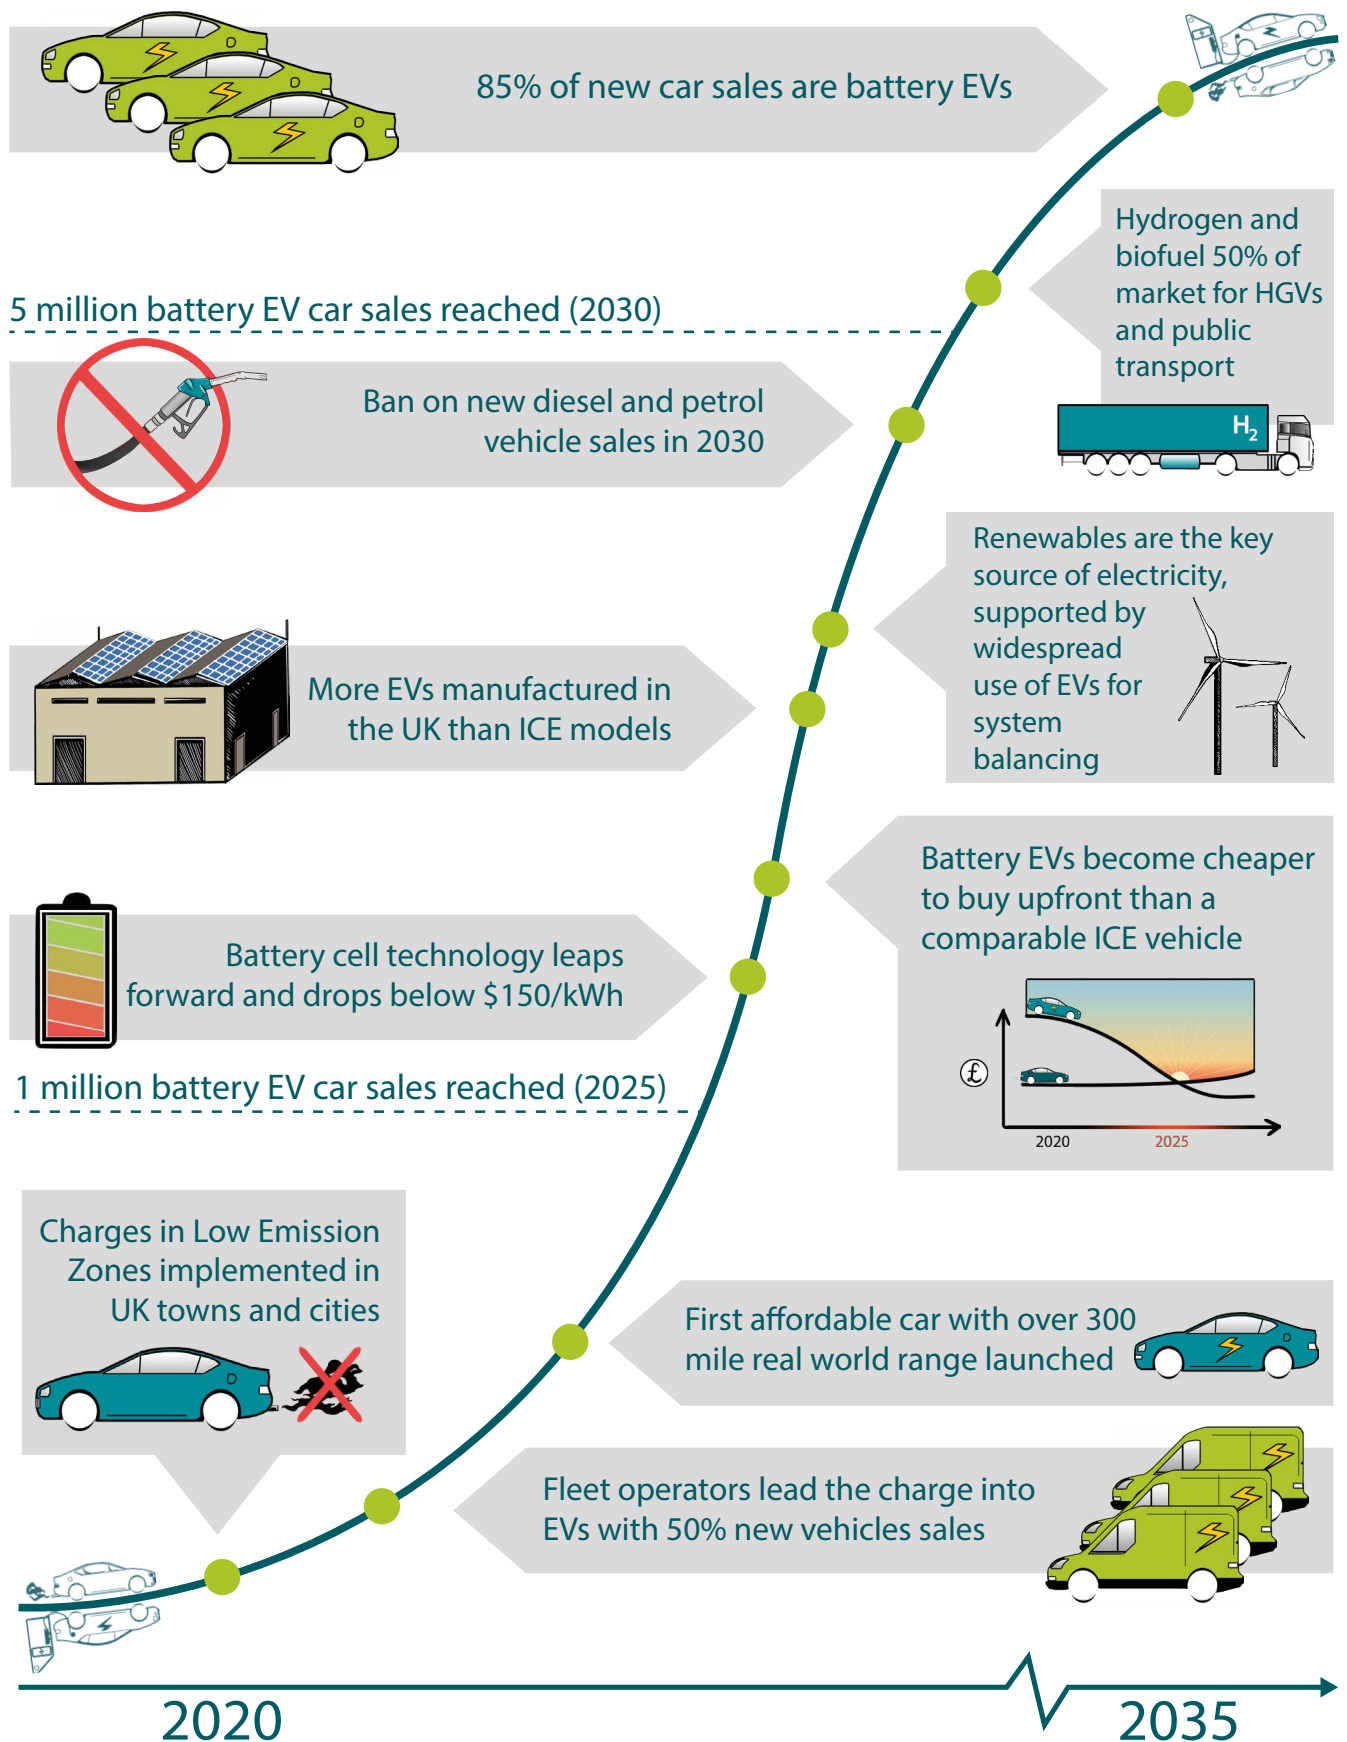 85% of new car sales are battery EVs
Hydrogen and
biofuel 50% of
market for HGVs
and public
transport
H2
5 million battery EV car sales reached (2030)
Ban on new diesel and petrol
vehicle sales in 2030
Renewables are the key
source of electricity,
supported by
widespread
use of EVs for
system
balancing
More EVs manufactured in
the UK than ICE models
Battery EVs become cheaper
to buy upfront than a
comparable ICE vehicle
£
2020
2025
Battery cell technology leaps
forward and drops below $150/kWh
1 million battery EV car sales reached (2025)
Charges in Low Emission
Zones implemented in
UK towns and cities
First affordable car with over 300
mile real world range launched
Fleet operators lead the charge into
EVs with 50% new vehicles sales
2020
2035